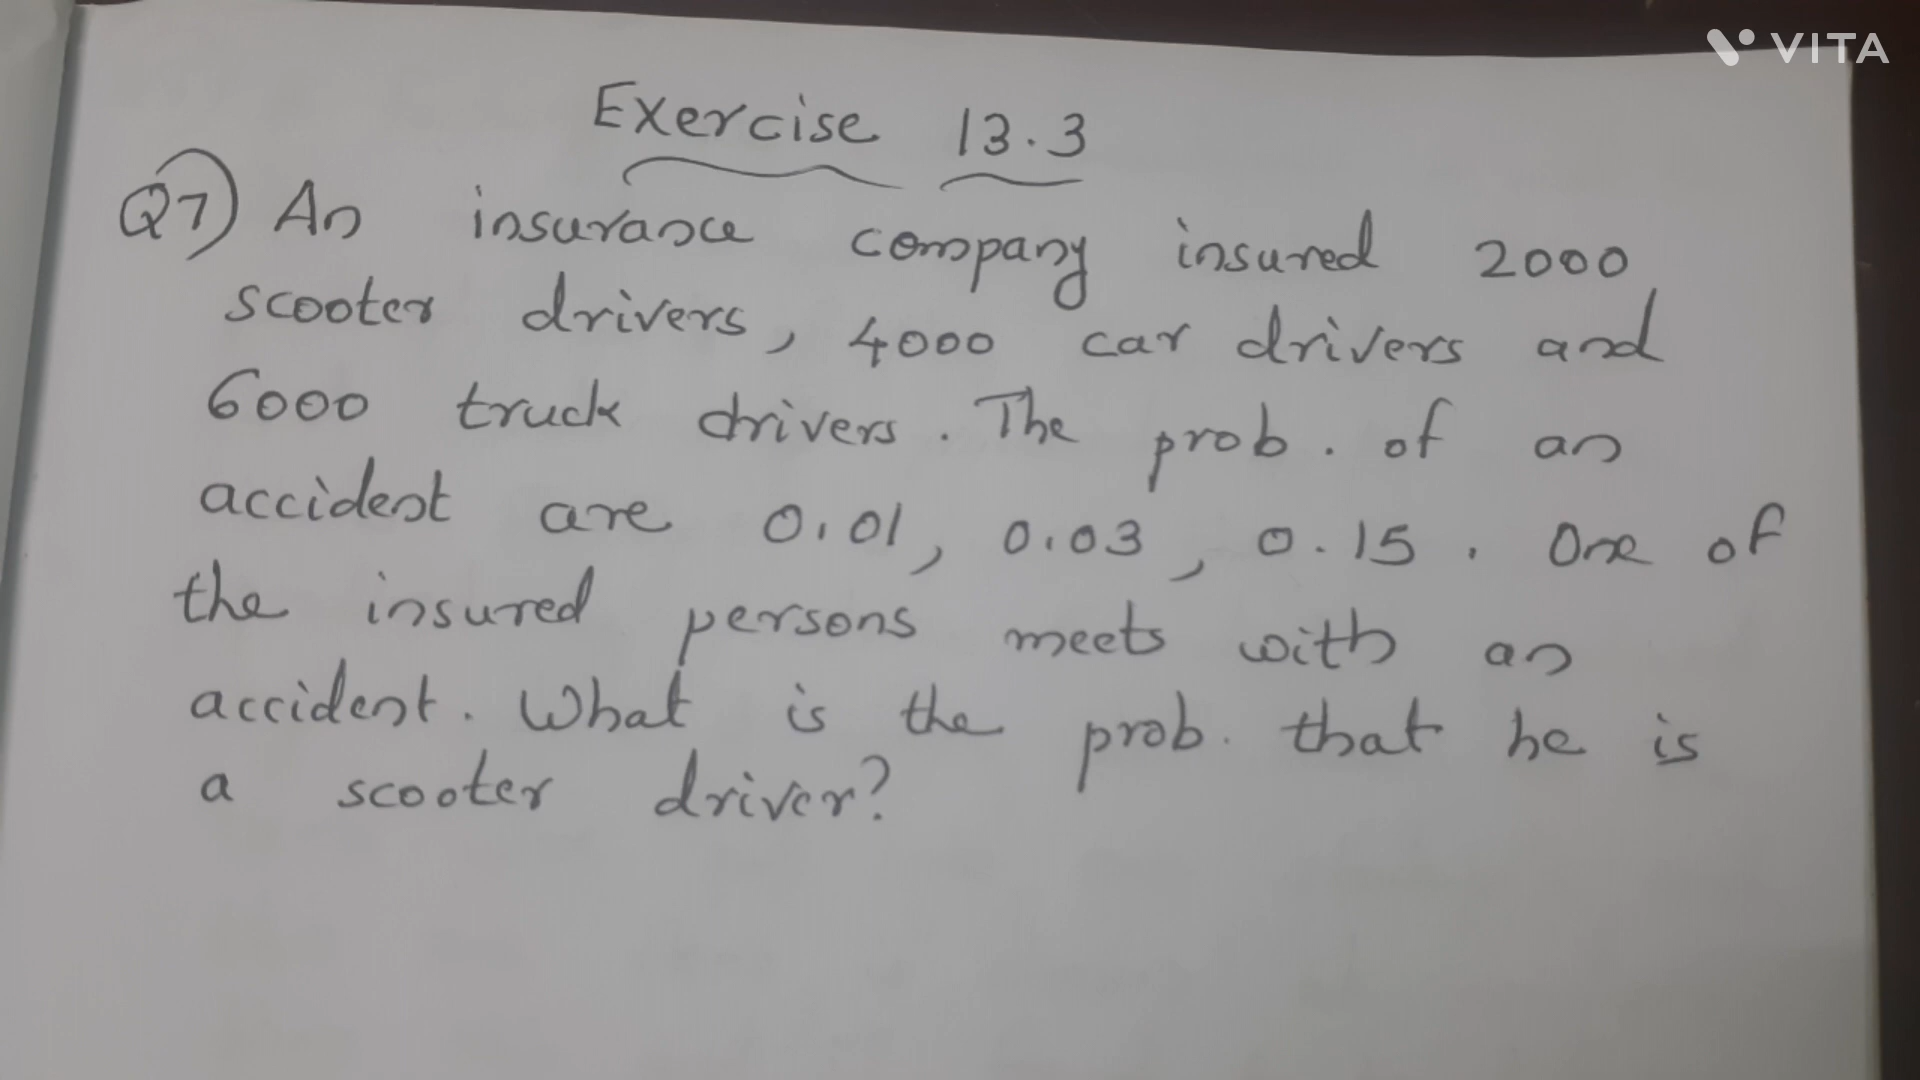 VITA
Exercise 13.3
Q7) An insurance company insured 2000
scooter drivers, 4000 car drivers and
6000 truck drivers. The prob. of an
accident are 0.01, 0.03, 0.15. One of
the insured persons meets with an
accident. What is the prob. that he is
a scooter driver?